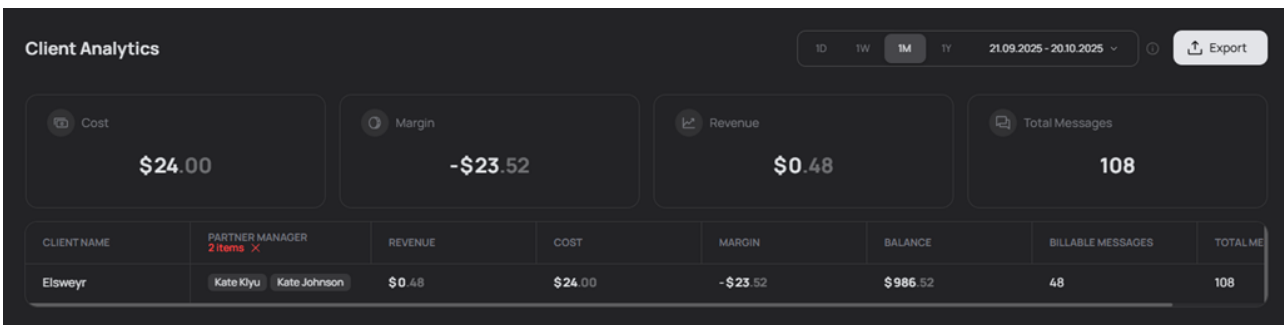 Client Analytics
1D 1W 1M 1Y 21.09.2025 - 20.10.2025 Export
Cost Margin Revenue Total Messages
$24.00 -$23.52 $0.48 108
CLIENT NAME PARTNER MANAGER REVENUE COST MARGIN BALANCE BILLABLE MESSAGES TOTAL ME
2 items
Elsweyr Kate Klyu Kate Johnson $0.48 $24.00 -$23.52 $986.52 48 108